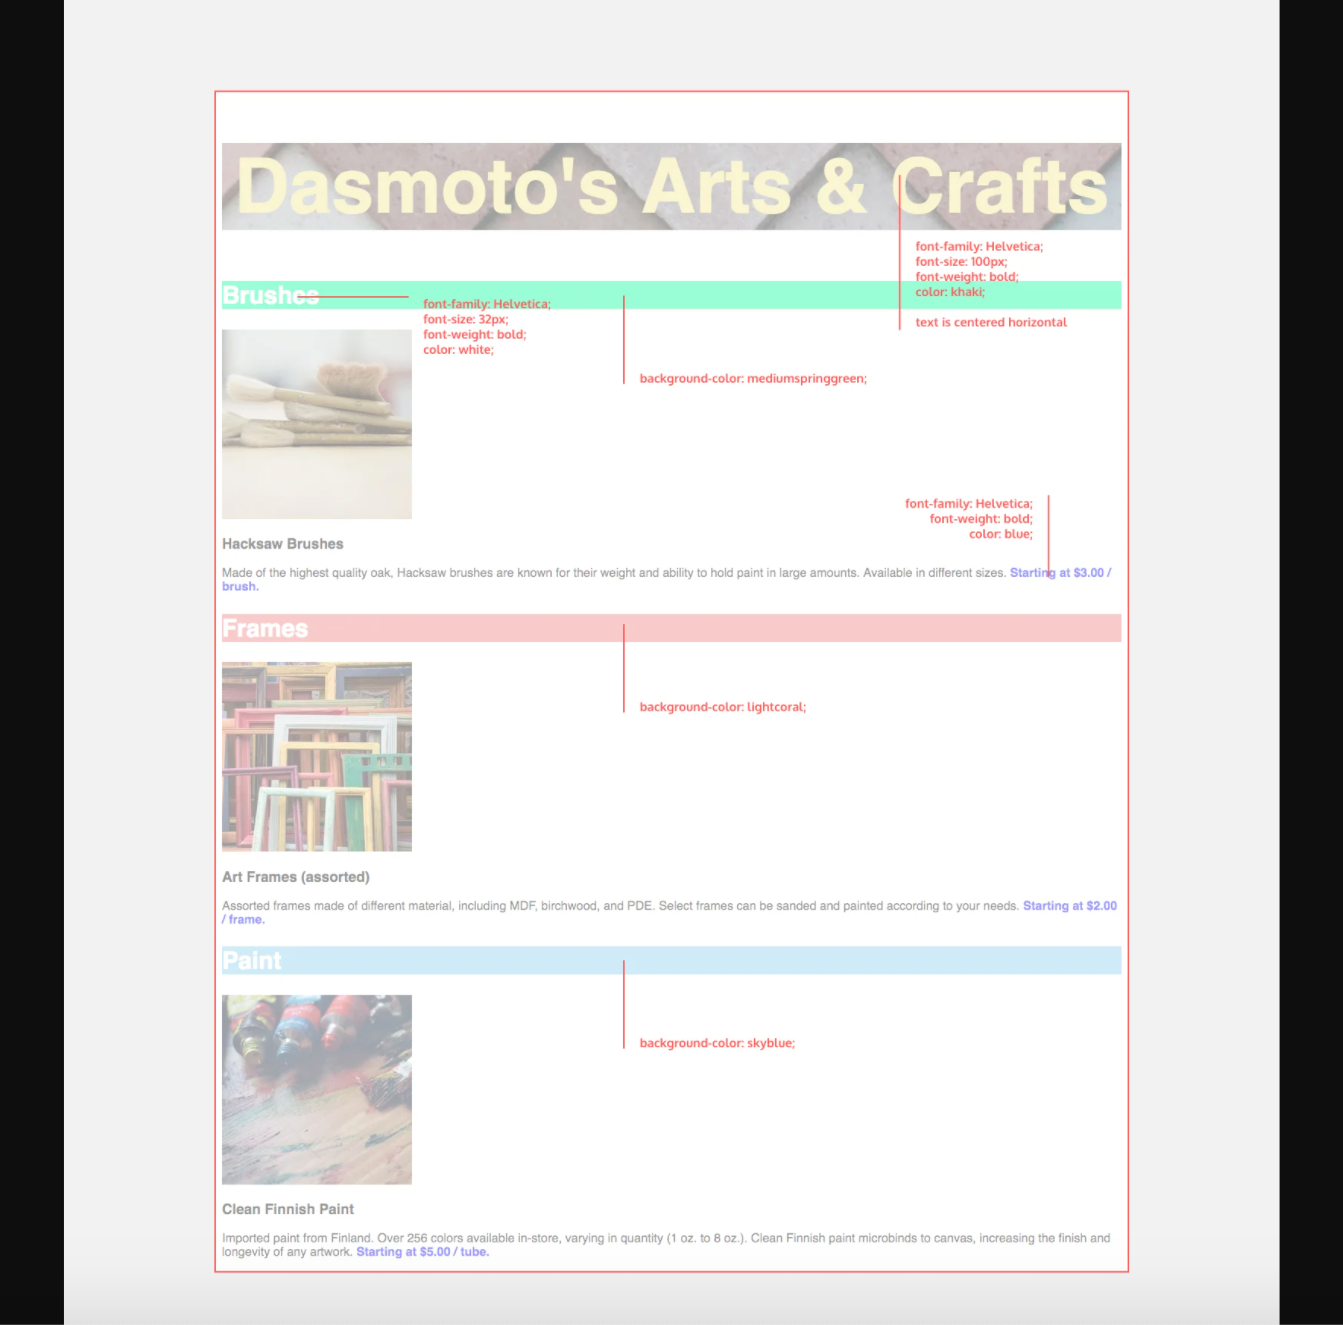 Dasmoto's Arts & Crafts
font-family: Helvetica;
font-size: 100px;
font-weight: bold;
color: khaki;
text is centered horizontal
Brushes
font-family: Helvetica;
font-size: 32px;
font-weight: bold;
color: white;
background-color: mediumspringgreen;
font-family: Helvetica;
font-weight: bold;
color: blue;
Hacksaw Brushes
Made of the highest quality oak, Hacksaw brushes are known for their weight and ability to hold paint in large amounts. Available in different sizes. Starting at $3.00 /
brush.
Frames
background-color: lightcoral;
Art Frames (assorted)
Assorted frames made of different material, including MDF, birchwood, and PDE. Select frames can be sanded and painted according to your needs. Starting at $2.00
/ frame.
Paint
background-color: skyblue;
Clean Finnish Paint
Imported paint from Finland. Over 256 colors available in-store, varying in quantity (1 oz. to 8 oz.). Clean Finnish paint microbinds to canvas, increasing the finish and
longevity of any artwork. Starting at $5.00 / tube.